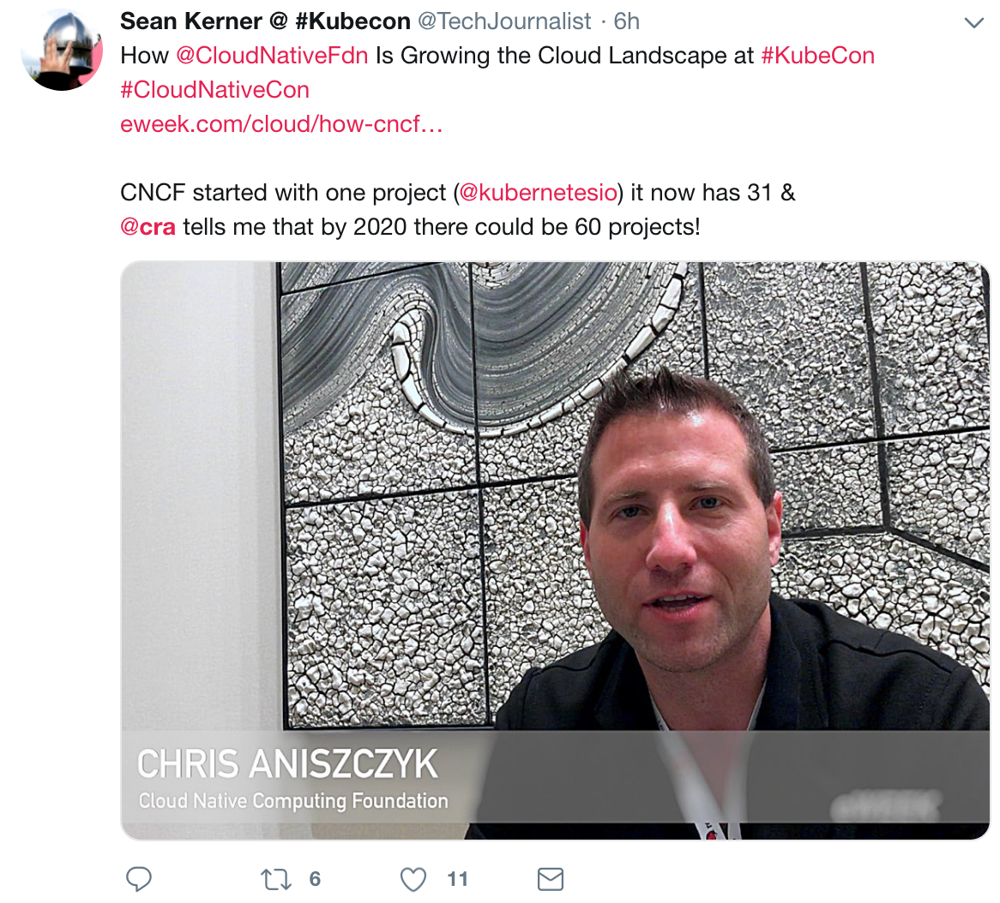 Sean Kerner @ #Kubecon @TechJournalist · 6h
How @CloudNativeFdn Is Growing the Cloud Landscape at #KubeCon
#CloudNativeCon
eweek.com/cloud/how-cncf…
CNCF started with one project (@kubernetesio) it now has 31 &
@cra tells me that by 2020 there could be 60 projects!
CHRIS ANISZCZYK
Cloud Native Computing Foundation
6 11